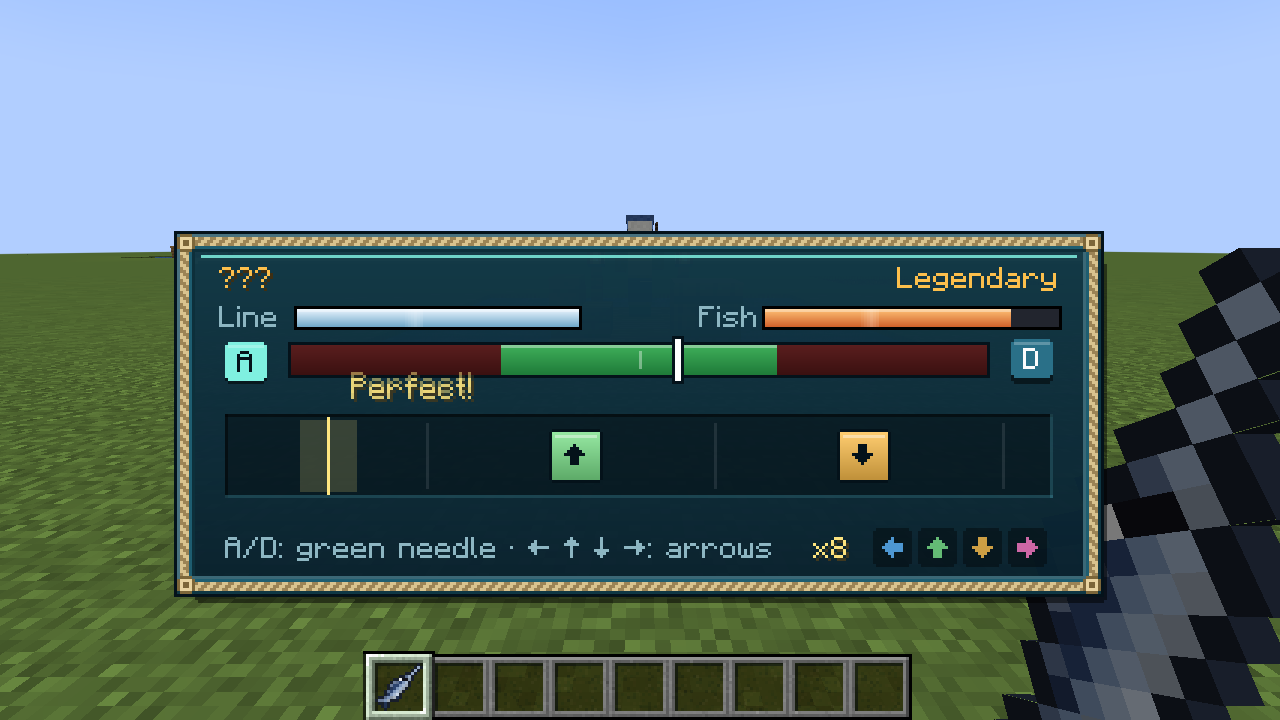 ???
Legendary
Line
Fish
A
D
Perfect!
A/D: green needle · ← ↑ ↓ →: arrows
x8